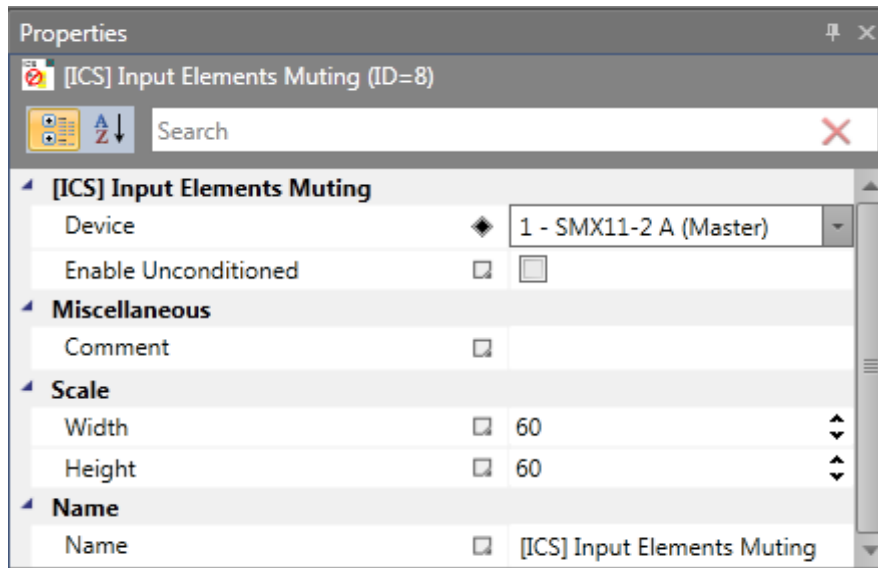 Properties
[ICS] Input Elements Muting (ID=8)
A
Z
Search
[ICS] Input Elements Muting
Device 1 - SMX11-2 A (Master)
Enable Unconditioned
Miscellaneous
Comment
Scale
Width 60
Height 60
Name
Name [ICS] Input Elements Muting